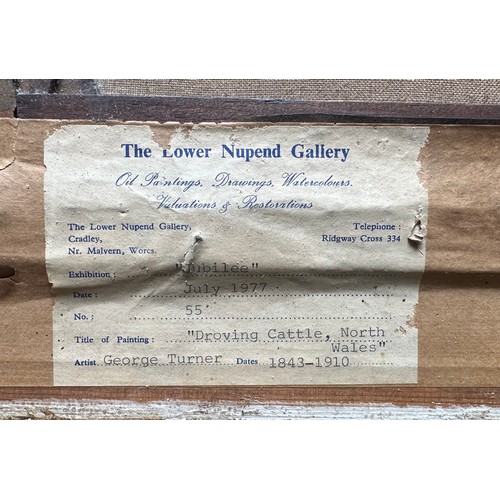 The Lower Nupend Gallery
Oil Paintings, Drawings, Watercolours.
Valuations & Restorations
The Lower Nupend Gallery,
Cradley,
Nr. Malvern, Worcs.
Telephone :
Ridgway Cross 334
Exhibition : "Jubilee"
Date : July 1977
No. : 55
Title of Painting : "Droving Cattle, North
Wales"
Artist George Turner Dates 1843-1910